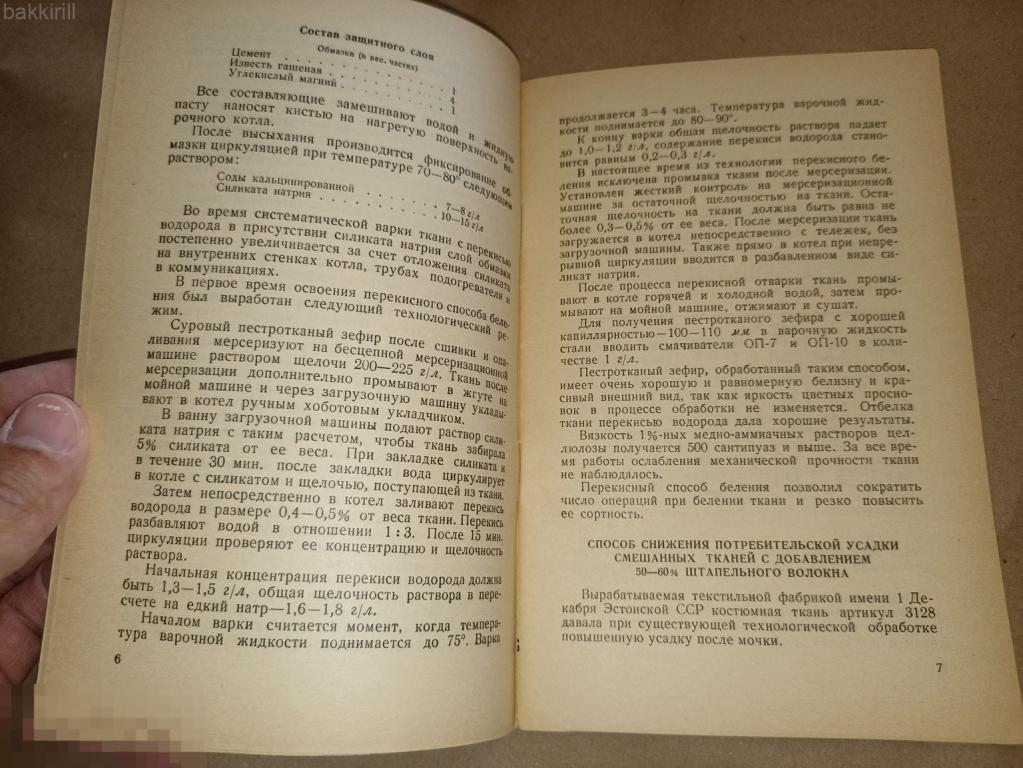 bakkirill
Состав защитного слоя
Обмазки (в вес. частях)
Цемент . . . . . . . . . . 1
Известь гашеная . . . . . . . . . 4
Углекислый магний . . . . . . . . 1
Все составляющие замешивают водой и жидкую
пасту наносят кистью на нагретую поверхность ва-
рочного котла.
После высыхания производится фиксирование об-
мазки циркуляцией при температуре 70—80° следующим
раствором:
Соды кальцинированной . . . . . . 7—8 г/л
Силиката натрия . . . . . . . . 10—15 г/л
Во время систематической варки ткани с перекисью
водорода в присутствии силиката натрия слой обмазки
постепенно увеличивается за счет отложения силиката
на внутренних стенках котла, трубах подогревателя и
в коммуникациях.
В первое время освоения перекисного способа беле-
ния был выработан следующий технологический ре-
жим.
Суровый пестротканый зефир после сшивки и опа-
ливания мерсеризуют на бесцепной мерсеризационной
машине раствором щелочи 200—225 г/л. Ткань после
мерсеризации дополнительно промывают в жгуте на
мойной машине и через загрузочную машину уклады-
вают в котел ручным хоботовым укладчиком.
В ванну загрузочной машины подают раствор сили-
ката натрия с таким расчетом, чтобы ткань забирала
5% силиката от ее веса. При закладке силиката и
в течение 30 мин. после закладки вода циркулирует
в котле с силикатом и щелочью, поступающей из ткани.
Затем непосредственно в котел заливают перекись
водорода в размере 0,4—0,5% от веса ткани. Перекись
разбавляют водой в отношении 1 : 3. После 15 мин.
циркуляции проверяют ее концентрацию и щелочность
раствора.
Начальная концентрация перекиси водорода должна
быть 1,3—1,5 г/л, общая щелочность раствора в пере-
счете на едкий натр—1,6—1,8 г/л.
Началом варки считается момент, когда темпера-
тура варочной жидкости поднимается до 75°. Варка
6
продолжается 3—4 часа. Температура варочной жид-
кости поднимается до 80—90°.
К концу варки общая щелочность раствора падает
до 1,0—1,2 г/л, содержание перекиси водорода стано-
вится равным 0,2—0,3 г/л.
В настоящее время из технологии перекисного бе-
ления исключена промывка ткани после мерсеризации.
Установлен жесткий контроль на мерсеризационной
машине за остаточной щелочностью на ткани. Оста-
точная щелочность на ткани должна быть равна не
более 0,3—0,5% от ее веса. После мерсеризации ткань
загружается в котел непосредственно с тележек, без
загрузочной машины. Также прямо в котел при непре-
рывной циркуляции вводится в разбавленном виде си-
ликат натрия.
После процесса перекисной отварки ткань промы-
вают в котле горячей и холодной водой, затем про-
мывают на мойной машине, отжимают и сушат.
Для получения пестротканого зефира с хорошей
капиллярностью—100—110 мм в варочную жидкость
стали вводить смачиватели ОП-7 и ОП-10 в коли-
честве 1 г/л.
Пестротканый зефир, обработанный таким способом,
имеет очень хорошую и равномерную белизну и кра-
сивый внешний вид, так как яркость цветных просно-
вок в процессе обработки не изменяется. Отбелка
ткани перекисью водорода дала хорошие результаты.
Вязкость 1%-ных медно-аммиачных растворов цел-
люлозы получается 500 сантипуаз и выше. За все вре-
мя работы ослабления механической прочности ткани
не наблюдалось.
Перекисный способ беления позволил сократить
число операций при белении ткани и резко повысить
ее сортность.
СПОСОБ СНИЖЕНИЯ ПОТРЕБИТЕЛЬСКОЙ УСАДКИ
СМЕШАННЫХ ТКАНЕЙ С ДОБАВЛЕНИЕМ
50—60% ШТАПЕЛЬНОГО ВОЛОКНА
Вырабатываемая текстильной фабрикой имени 1 Де-
кабря Эстонской ССР костюмная ткань артикул 3128
давала при существующей технологической обработке
повышенную усадку после мочки.
7